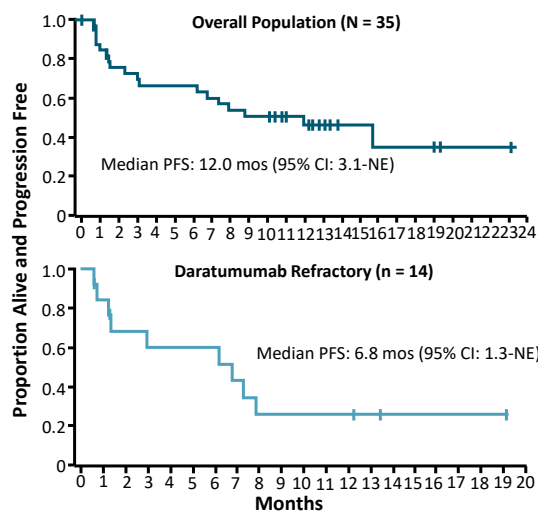 Proportion Alive and Progression Free
Overall Population (N = 35)
1.0
0.8
0.6
0.4
0.2
0
Median PFS: 12.0 mos (95% CI: 3.1-NE)
0 1 2 3 4 5 6 7 8 9 10 11 12 13 14 15 16 17 18 19 20 21 22 23 24
Daratumumab Refractory (n = 14)
1.0
0.8
0.6
0.4
0.2
0
Median PFS: 6.8 mos (95% CI: 1.3-NE)
0 1 2 3 4 5 6 7 8 9 10 11 12 13 14 15 16 17 18 19 20
Months